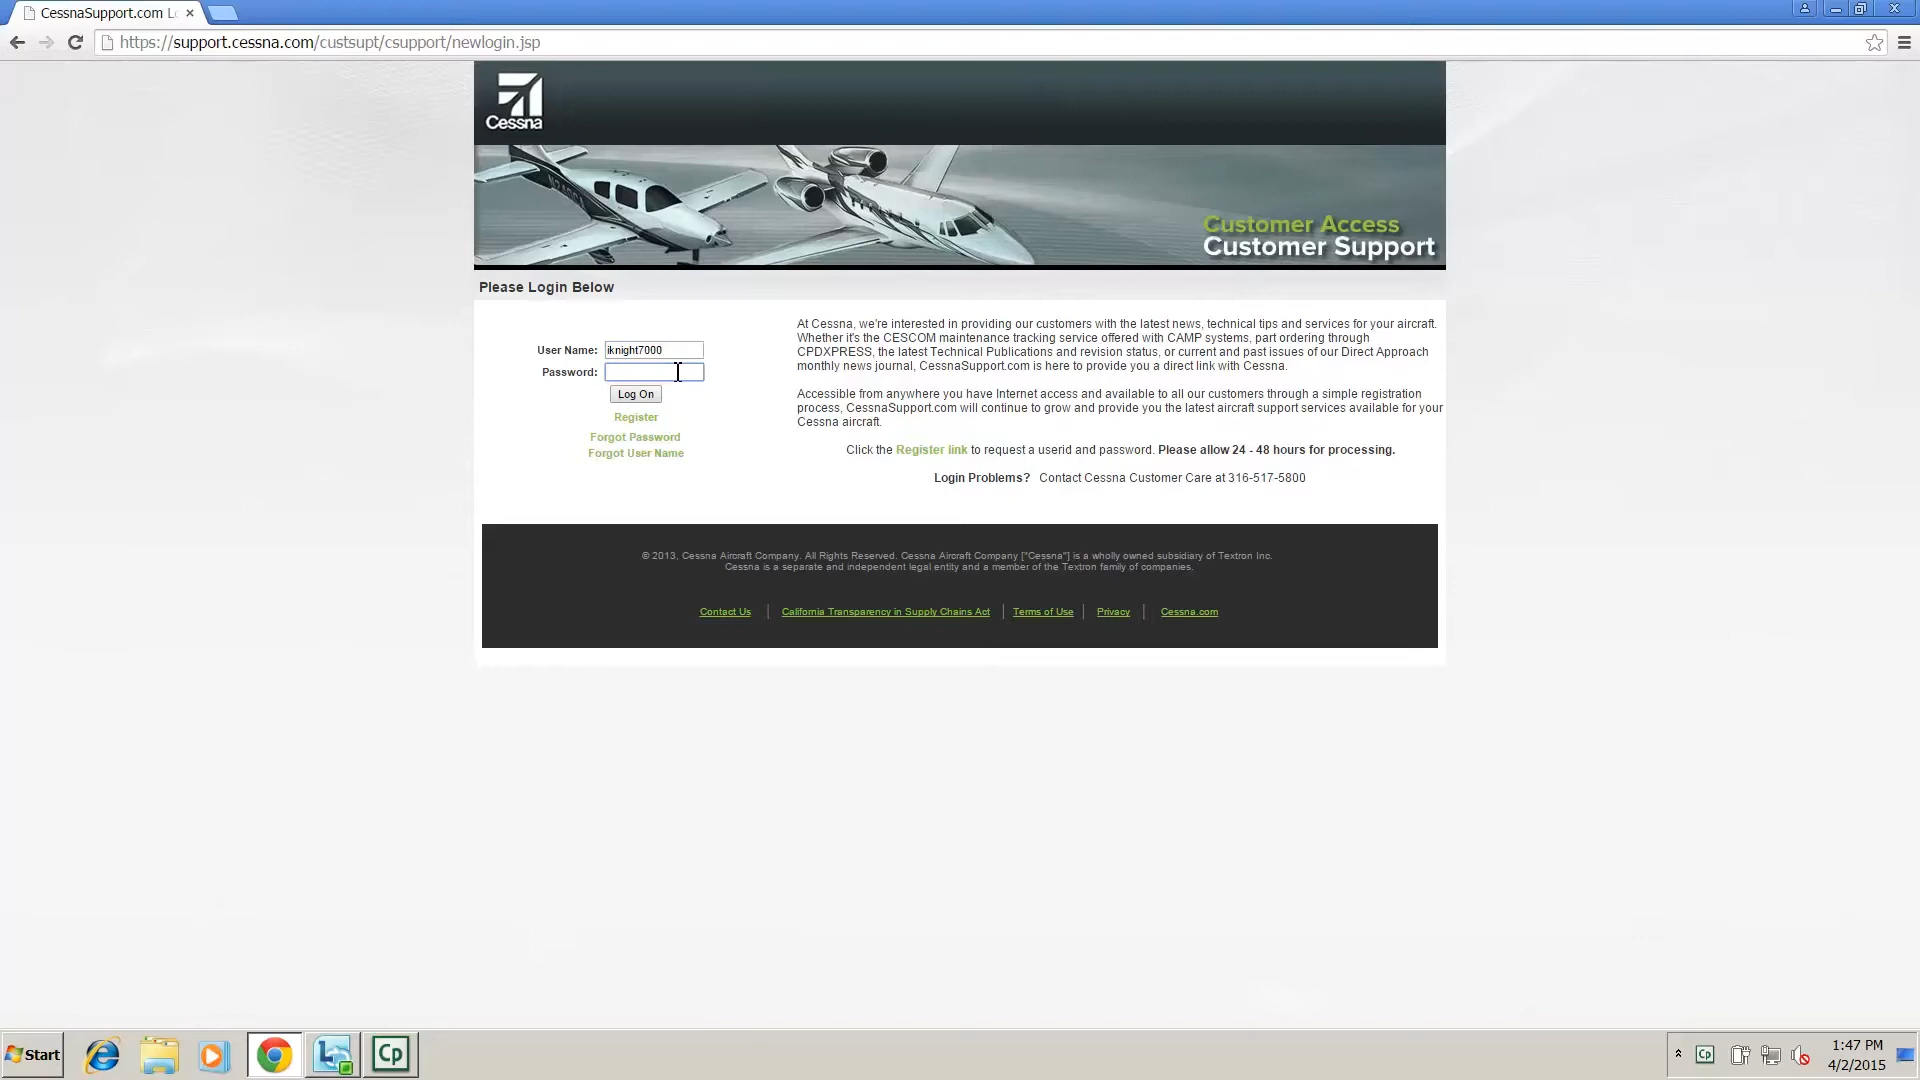 CessnaSupport.com Lo
https://support.cessna.com/custsupt/csupport/newlogin.jsp
Cessna
Customer Access
Customer Support
Please Login Below
User Name: iknight7000
Password:
Log On
Register
Forgot Password
Forgot User Name
At Cessna, we're interested in providing our customers with the latest news, technical tips and services for your aircraft.
Whether it's the CESCOM maintenance tracking service offered with CAMP systems, part ordering through
CPDXPRESS, the latest Technical Publications and revision status, or current and past issues of our Direct Approach
monthly news journal, CessnaSupport.com is here to provide you a direct link with Cessna.
Accessible from anywhere you have Internet access and available to all our customers through a simple registration
process, CessnaSupport.com will continue to grow and provide you the latest aircraft support services available for your
Cessna aircraft.
Click the Register link to request a userid and password. Please allow 24 - 48 hours for processing.
Login Problems? Contact Cessna Customer Care at 316-517-5800
© 2013, Cessna Aircraft Company. All Rights Reserved. Cessna Aircraft Company ["Cessna"] is a wholly owned subsidiary of Textron Inc.
Cessna is a separate and independent legal entity and a member of the Textron family of companies.
Contact Us | California Transparency in Supply Chains Act | Terms of Use | Privacy | Cessna.com
Start
Cp
Cp
1:47 PM
4/2/2015